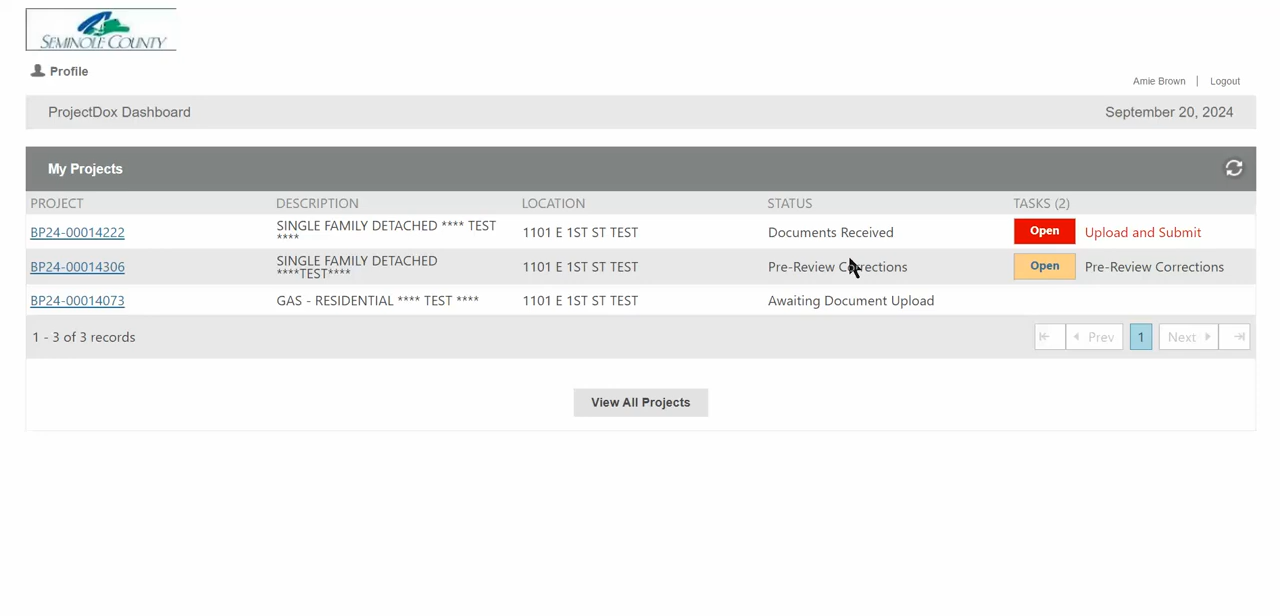 SEMINOLE COUNTY
Profile
Amie Brown | Logout
ProjectDox Dashboard September 20, 2024
My Projects
PROJECT DESCRIPTION LOCATION STATUS TASKS (2)
BP24-00014222 SINGLE FAMILY DETACHED **** TEST **** 1101 E 1ST ST TEST Documents Received Open Upload and Submit
BP24-00014306 SINGLE FAMILY DETACHED ****TEST**** 1101 E 1ST ST TEST Pre-Review Corrections Open Pre-Review Corrections
BP24-00014073 GAS - RESIDENTIAL **** TEST **** 1101 E 1ST ST TEST Awaiting Document Upload
1 - 3 of 3 records Prev 1 Next
View All Projects